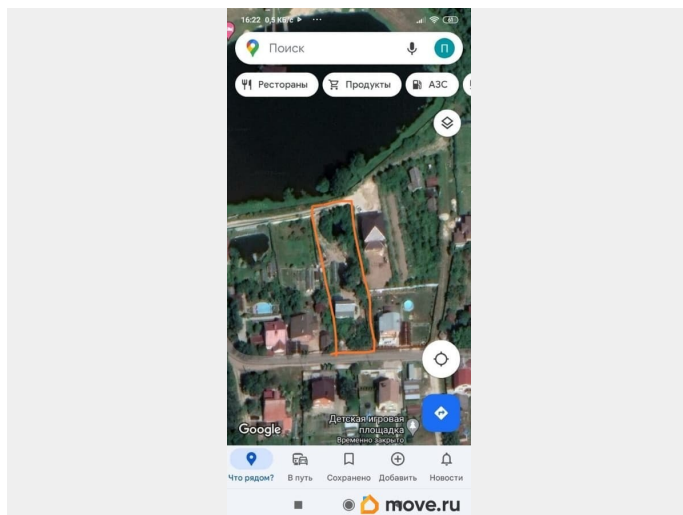 16:22 0,5 КБ/с
Поиск
П
Рестораны
Продукты
АЗС
Детская игровая
площадка
Временно закрыто
Google
Что рядом?
В путь
Сохранено
Добавить
Новости
move.ru